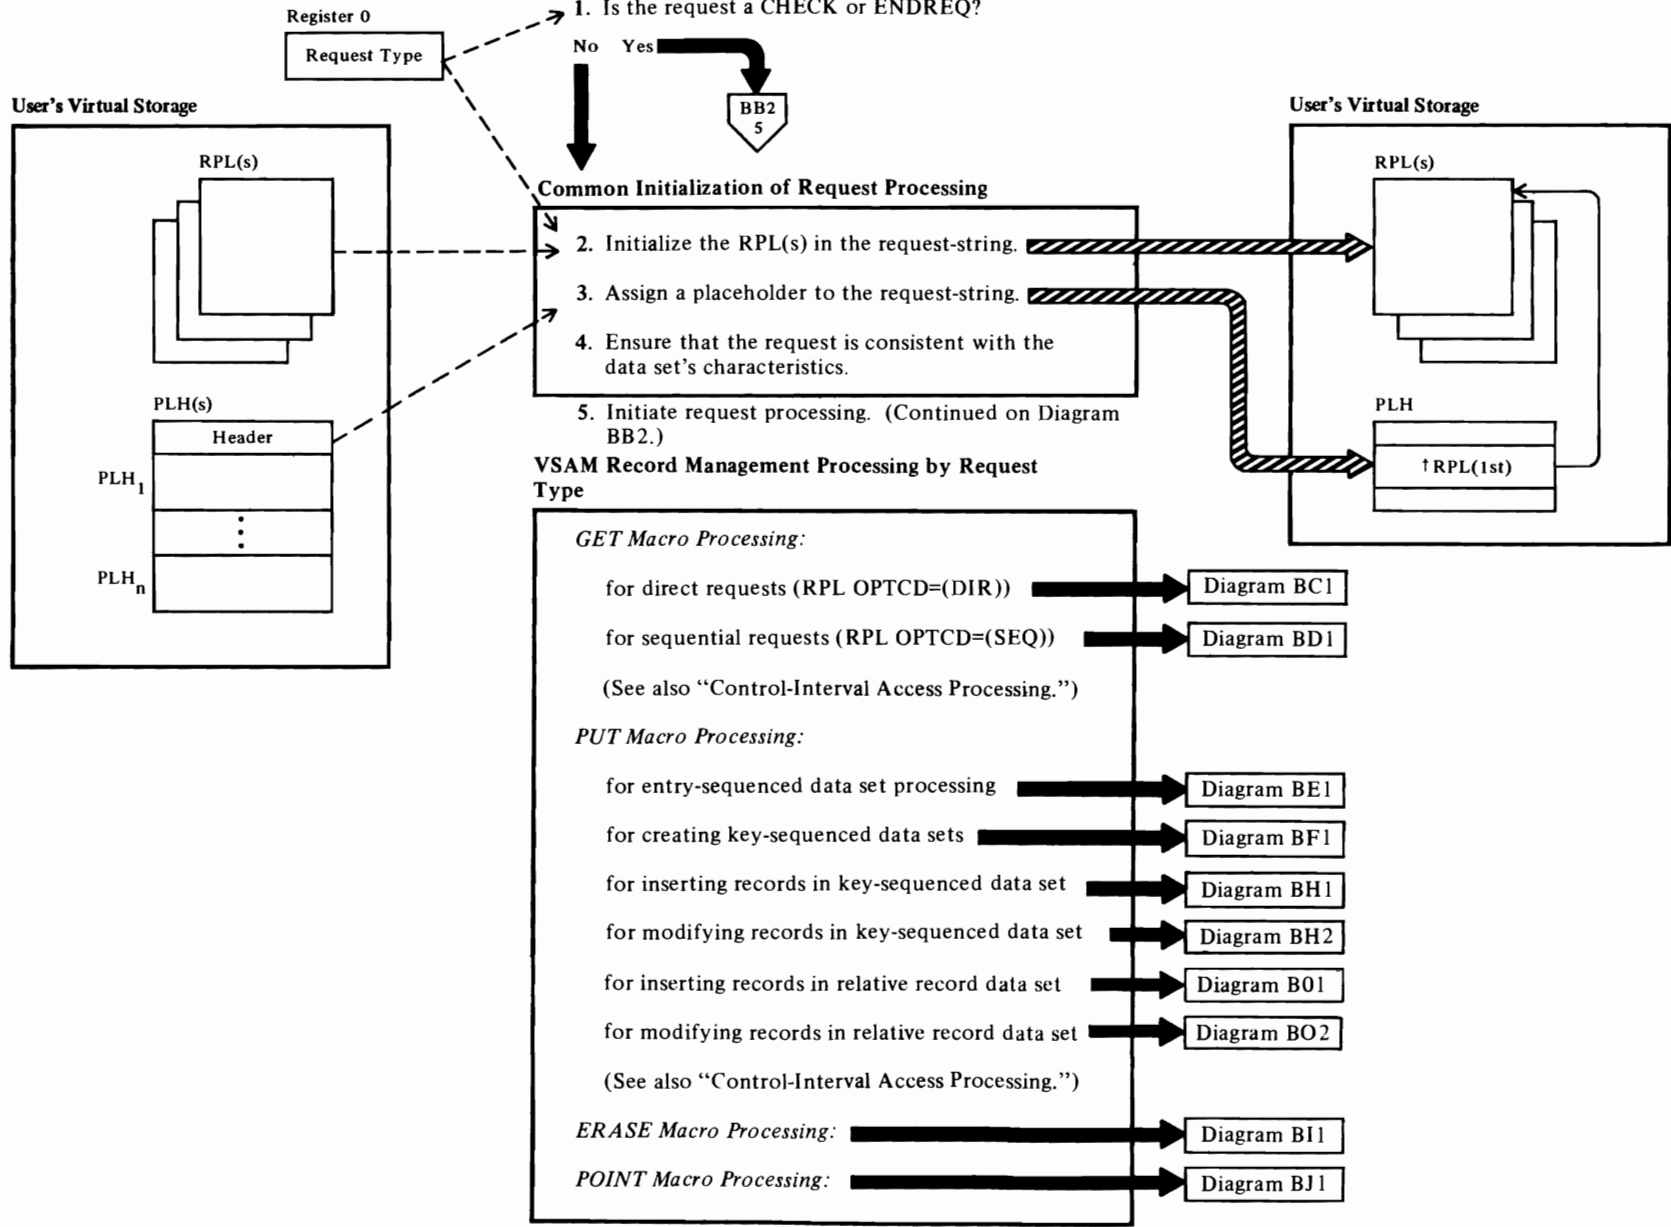 Register 0
Request Type
1. Is the request a CHECK or ENDREQ?
No Yes
BB2
5
User's Virtual Storage
RPL(s)
PLH(s)
Header
PLH1
PLHn
Common Initialization of Request Processing
2. Initialize the RPL(s) in the request-string.
3. Assign a placeholder to the request-string.
4. Ensure that the request is consistent with the
data set's characteristics.
5. Initiate request processing. (Continued on Diagram
BB2.)
User's Virtual Storage
RPL(s)
PLH
↑RPL(1st)
VSAM Record Management Processing by Request
Type
GET Macro Processing:
for direct requests (RPL OPTCD=(DIR)) Diagram BC1
for sequential requests (RPL OPTCD=(SEQ)) Diagram BD1
(See also “Control-Interval Access Processing.”)
PUT Macro Processing:
for entry-sequenced data set processing Diagram BE1
for creating key-sequenced data sets Diagram BF1
for inserting records in key-sequenced data set Diagram BH1
for modifying records in key-sequenced data set Diagram BH2
for inserting records in relative record data set Diagram B01
for modifying records in relative record data set Diagram BO2
(See also “Control-Interval Access Processing.”)
ERASE Macro Processing: Diagram BI1
POINT Macro Processing: Diagram BJ1